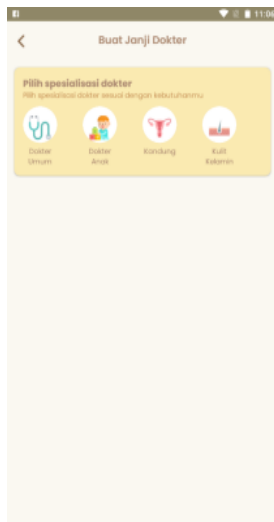 11:06
Buat Janji Dokter
Pilih spesialisasi dokter
Pilih spesialisasi dokter sesuai dengan kebutuhanmu
Dokter
Umum
Dokter
Anak
Kandung
Kulit
Kelamin